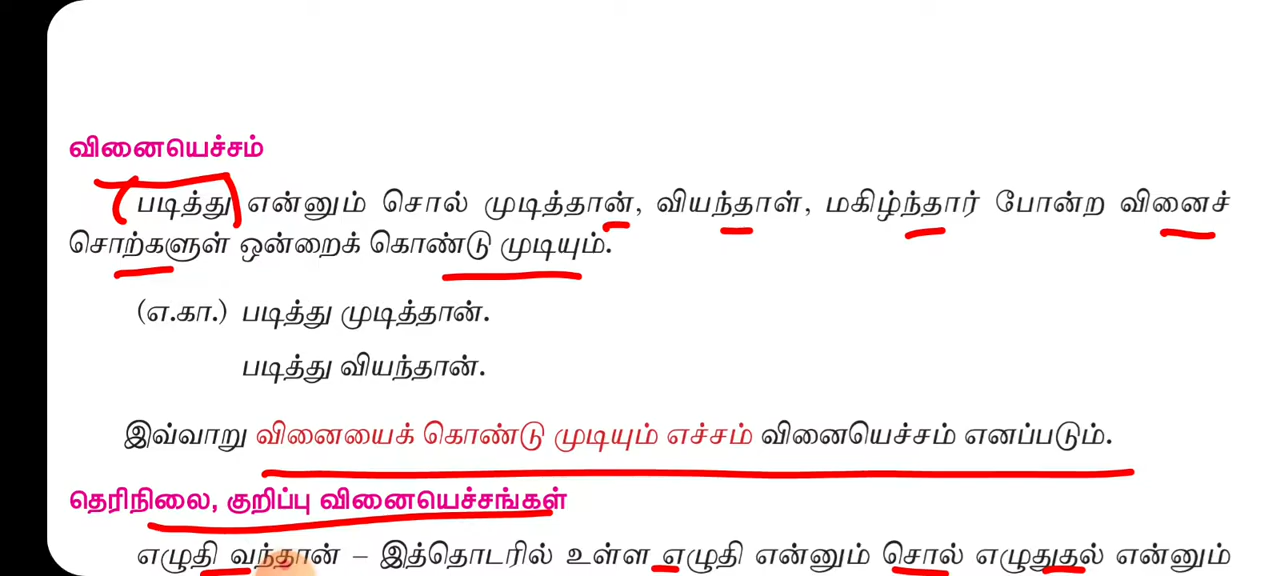 வினையெச்சம்
படித்து என்னும் சொல் முடித்தான், வியந்தாள், மகிழ்ந்தார் போன்ற வினைச்
சொற்களுள் ஒன்றைக் கொண்டு முடியும்.
(எ.கா.) படித்து முடித்தான்.
படித்து வியந்தான்.
இவ்வாறு வினையைக் கொண்டு முடியும் எச்சம் வினையெச்சம் எனப்படும்.
தெரிநிலை, குறிப்பு வினையெச்சங்கள்
எழுதி வந்தான் – இத்தொடரில் உள்ள எழுதி என்னும் சொல் எழுதுதல் என்னும்